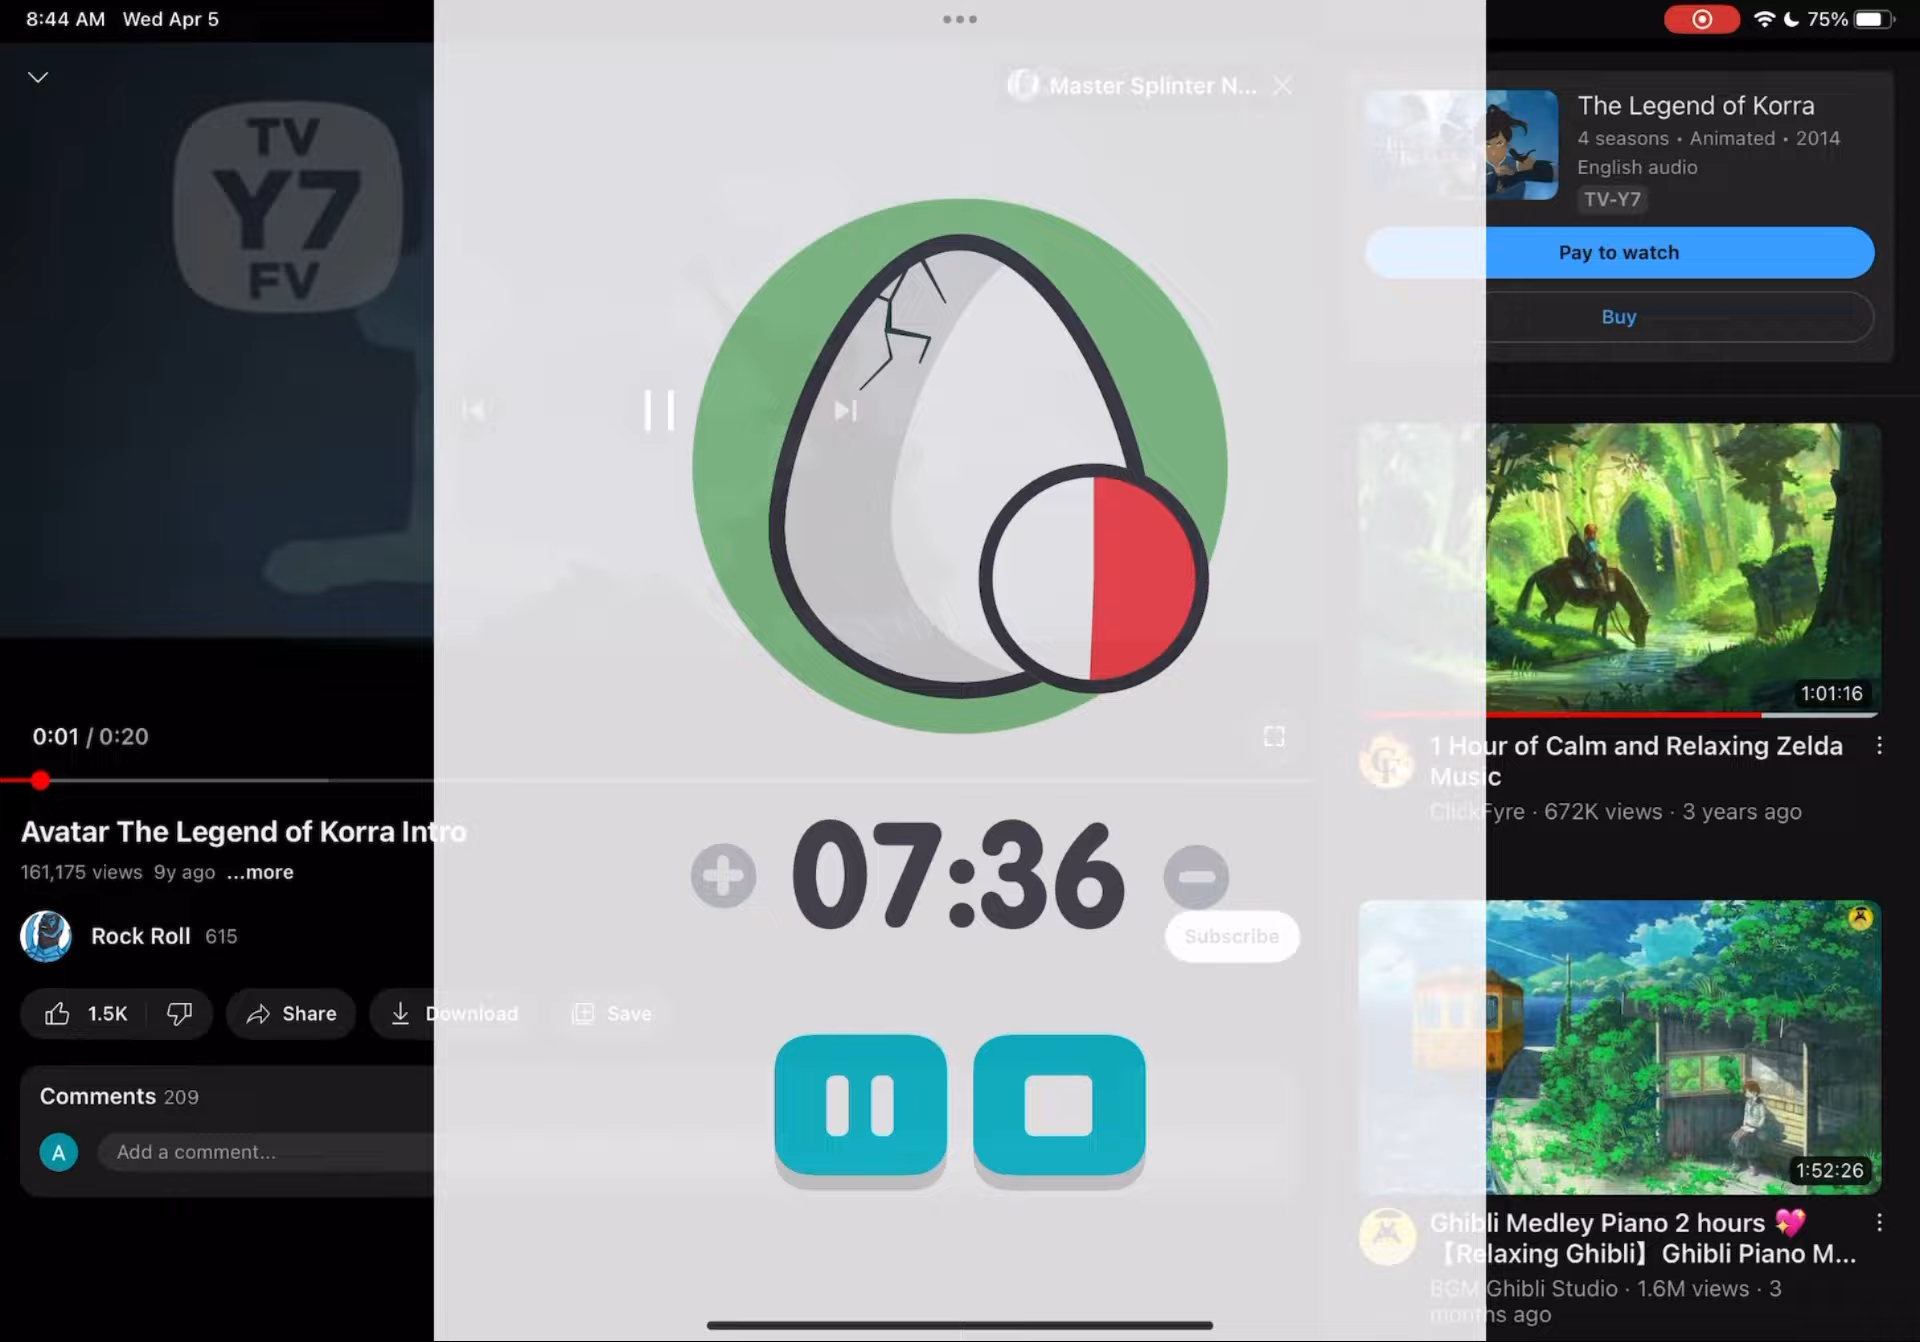 8:44 AM Wed Apr 5
75%
Master Splinter N...
TV
Y7
FV
The Legend of Korra
4 seasons • Animated • 2014
English audio
TV-Y7
Pay to watch
Buy
0:01 / 0:20
1:01:16
1 Hour of Calm and Relaxing Zelda
Music
ClickFyre · 672K views · 3 years ago
Avatar The Legend of Korra Intro
161,175 views 9y ago ...more
07:36
Rock Roll 615
Subscribe
1.5K
Share
Download
Save
Comments 209
A
Add a comment...
1:52:26
Ghibli Medley Piano 2 hours 💖
【Relaxing Ghibli】Ghibli Piano M...
BGM Ghibli Studio · 1.6M views · 3
months ago